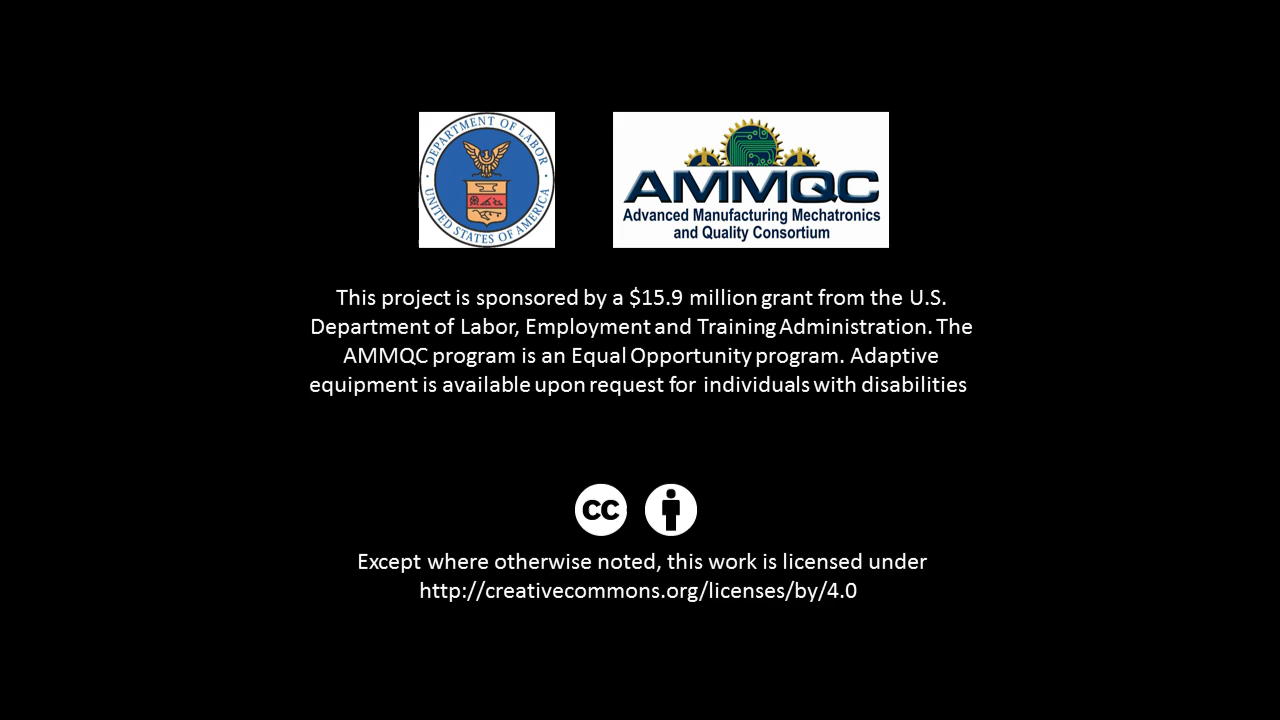 DEPARTMENT OF LABOR
UNITED STATES OF AMERICA
AMMQC
Advanced Manufacturing Mechatronics
and Quality Consortium
This project is sponsored by a $15.9 million grant from the U.S.
Department of Labor, Employment and Training Administration. The
AMMQC program is an Equal Opportunity program. Adaptive
equipment is available upon request for individuals with disabilities
cc
Except where otherwise noted, this work is licensed under
http://creativecommons.org/licenses/by/4.0